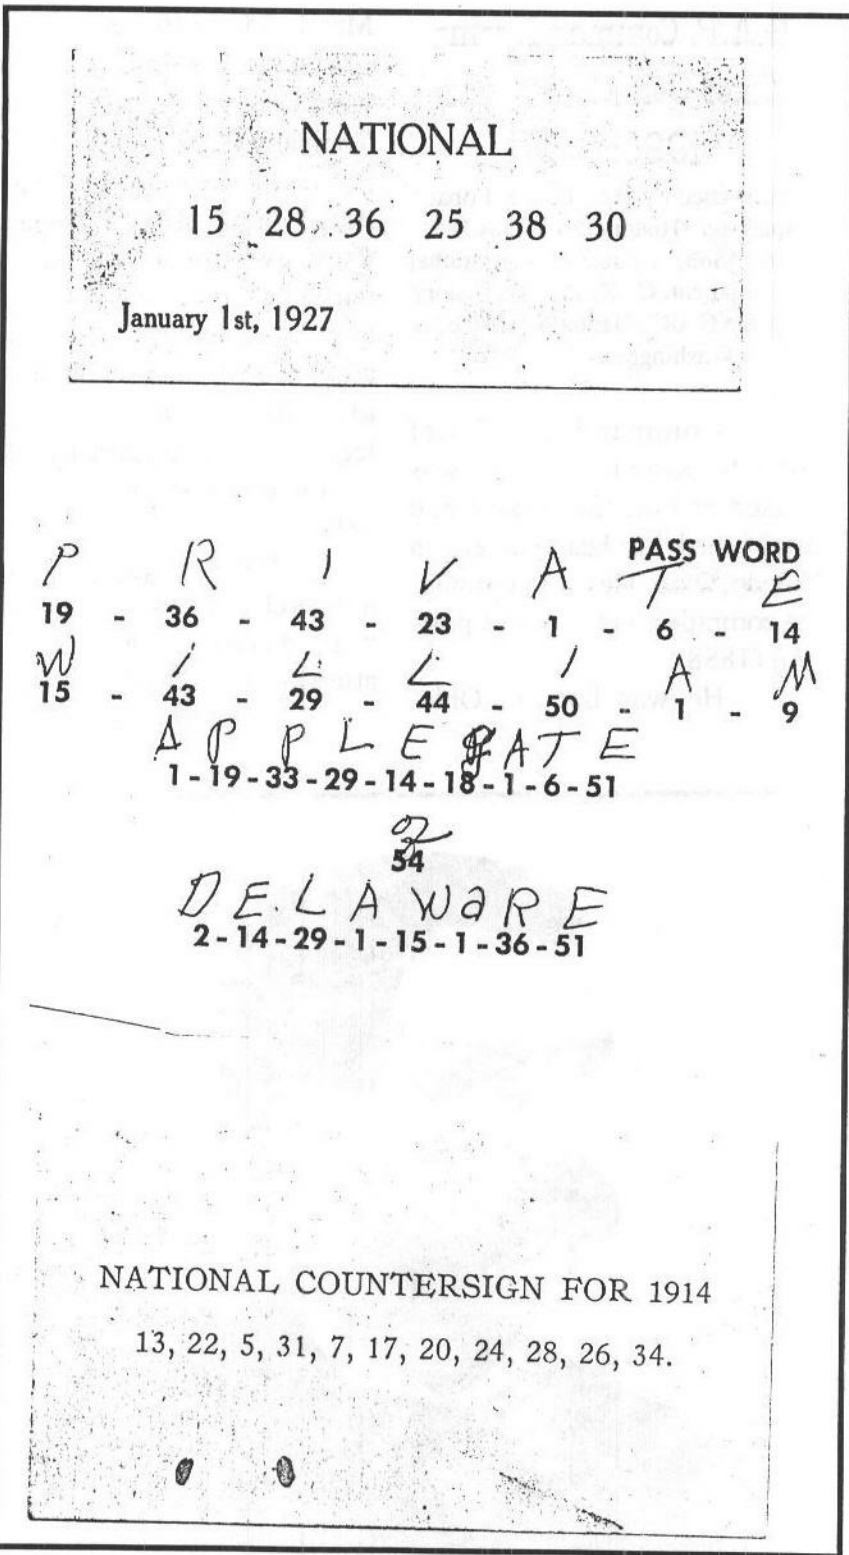 NATIONAL
15 28 36 25 38 30
January 1st, 1927
PASS WORD
P R I V A T E
19 - 36 - 43 - 23 - 1 - 6 - 14
W I L L I A M
15 - 43 - 29 - 44 - 50 - 1 - 9
A P P L E G A T E
1 - 19 - 33 - 29 - 14 - 18 - 1 - 6 - 51
of
54
D E L A W a R E
2 - 14 - 29 - 1 - 15 - 1 - 36 - 51
NATIONAL COUNTERSIGN FOR 1914
13, 22, 5, 31, 7, 17, 20, 24, 28, 26, 34.